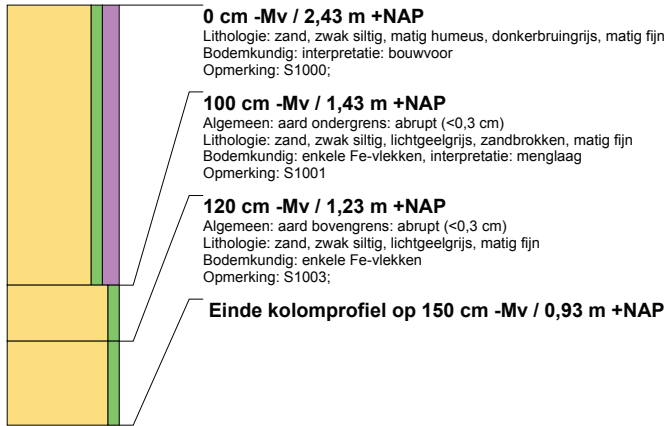 0 cm -Mv / 2,43 m +NAP
Lithologie: zand, zwak siltig, matig humeus, donkerbruingrijs, matig fijn
Bodemkundig: interpretatie: bouwvoor
Opmerking: S1000;
100 cm -Mv / 1,43 m +NAP
Algemeen: aard ondergrens: abrupt (<0,3 cm)
Lithologie: zand, zwak siltig, lichtgeelgrijs, zandbrokken, matig fijn
Bodemkundig: enkele Fe-vlekken, interpretatie: menglaag
Opmerking: S1001
120 cm -Mv / 1,23 m +NAP
Algemeen: aard bovengrens: abrupt (<0,3 cm)
Lithologie: zand, zwak siltig, lichtgeelgrijs, matig fijn
Bodemkundig: enkele Fe-vlekken
Opmerking: S1003;
Einde kolomprofiel op 150 cm -Mv / 0,93 m +NAP